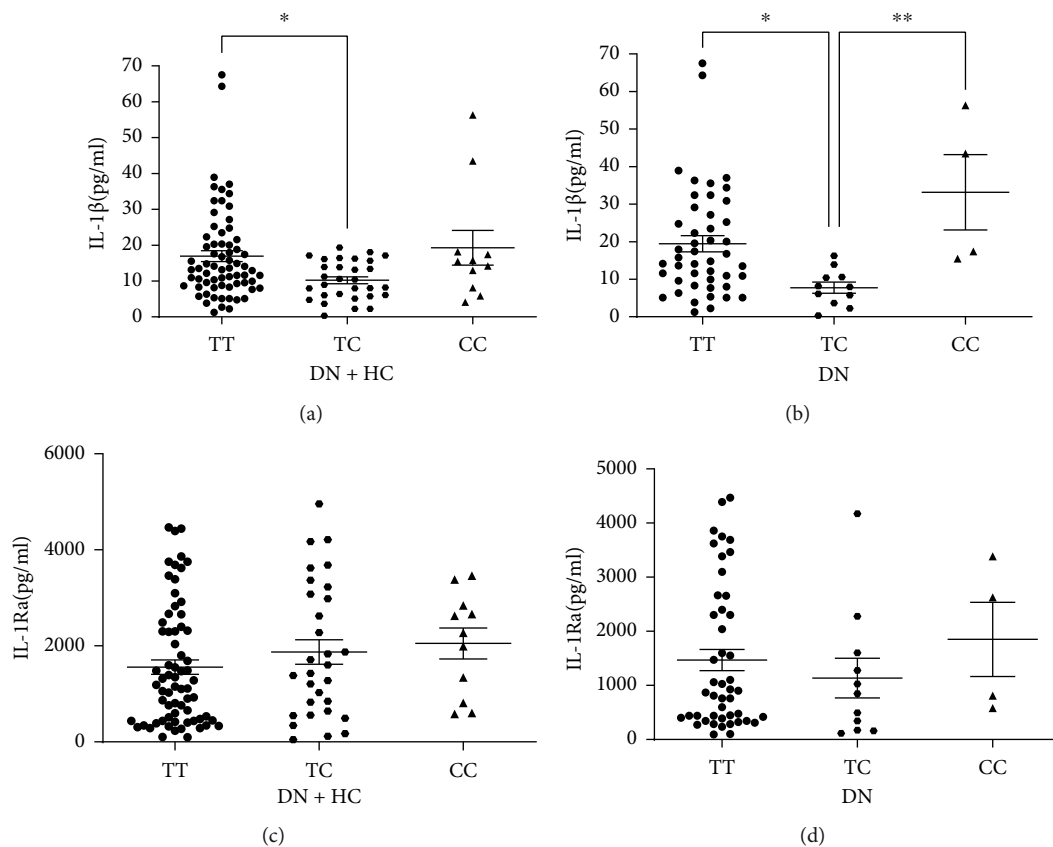 *
70
60
50
40
30
20
10
0
IL-1β(pg/ml)
TT
TC
CC
DN + HC
(a)
*
**
70
60
50
40
30
20
10
0
IL-1β(pg/ml)
TT
TC
CC
DN
(b)
6000
4000
2000
0
IL-1Ra(pg/ml)
TT
TC
CC
DN + HC
(c)
5000
4000
3000
2000
1000
0
IL-1Ra(pg/ml)
TT
TC
CC
DN
(d)